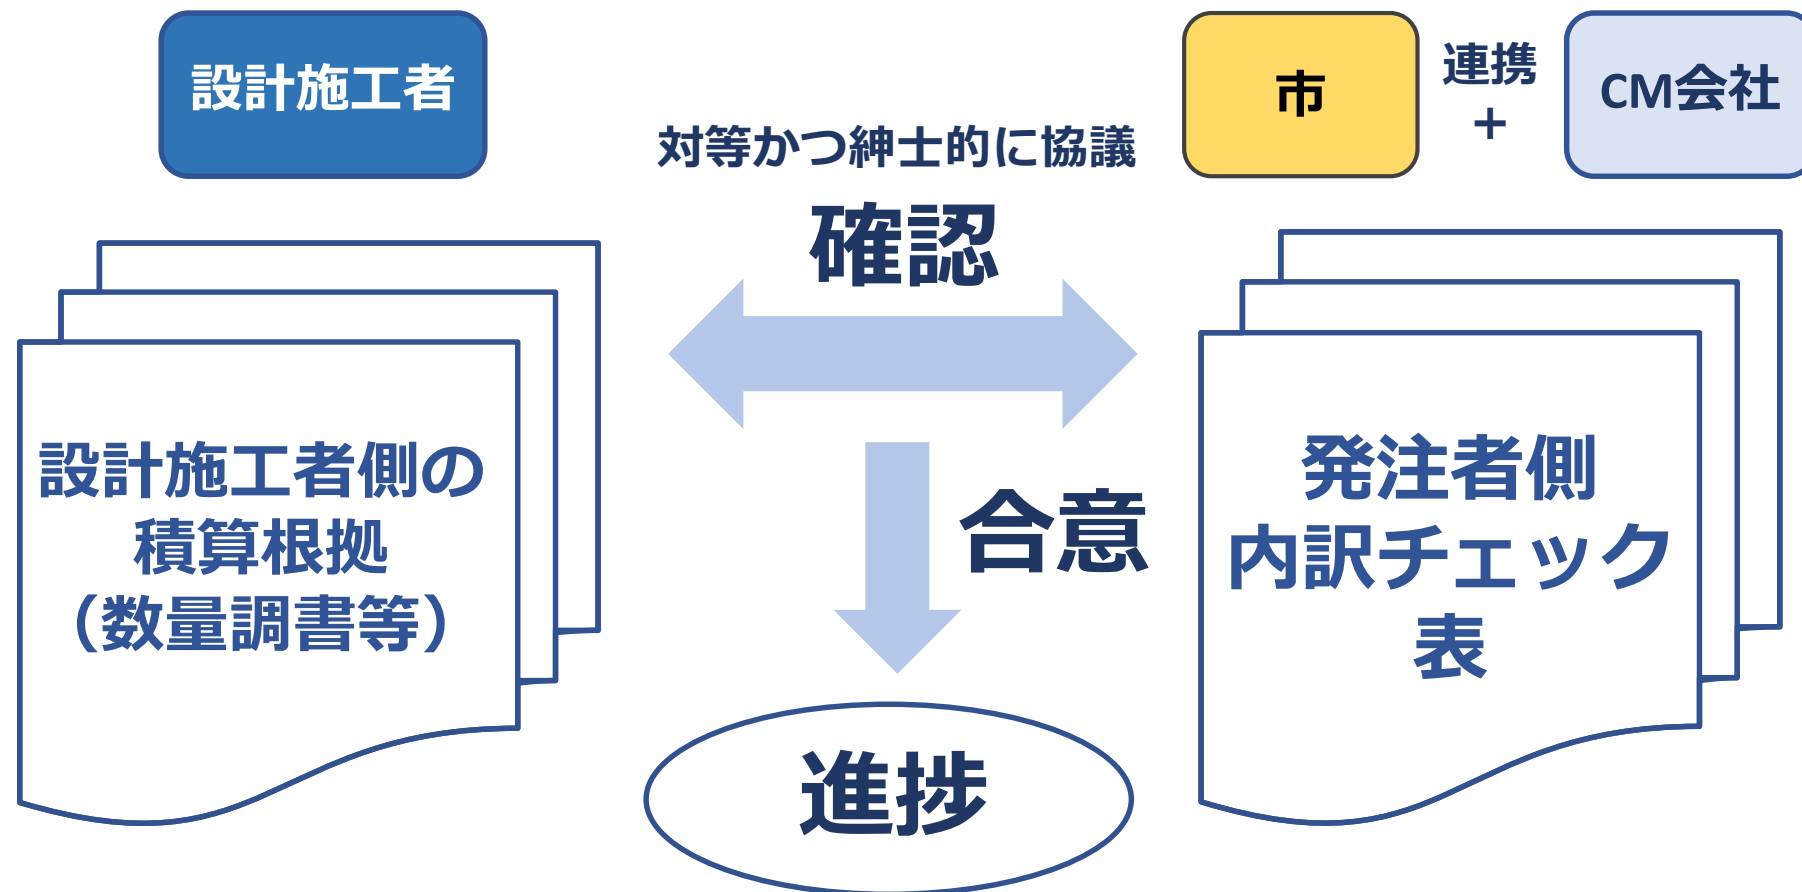 設計施工者
市
連携
+
CM会社
対等かつ紳士的に協議
確認
設計施工者側の
積算根拠
（数量調書等）
合意
発注者側
内訳チェック
表
進捗